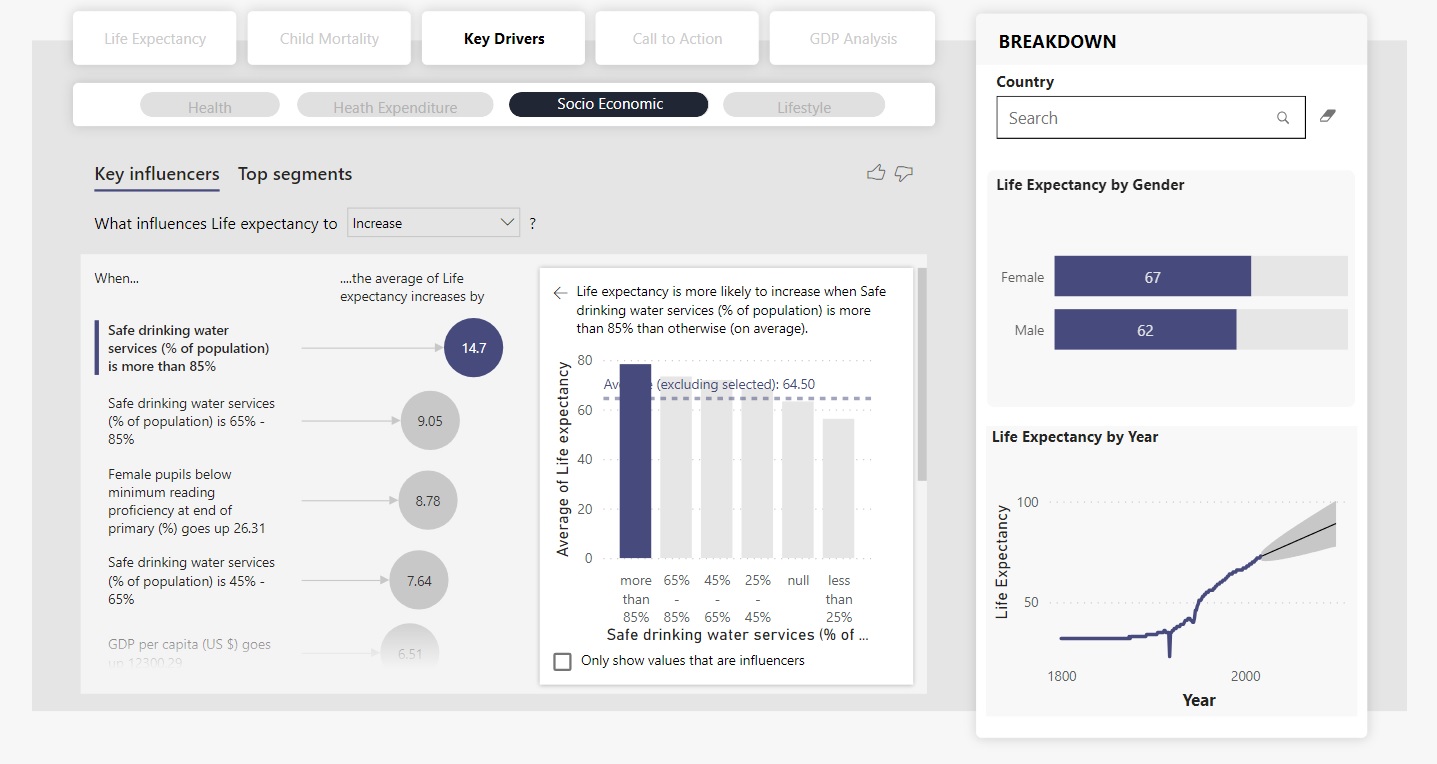 Life Expectancy
Child Mortality
Key Drivers
Call to Action
GDP Analysis
Health
Heath Expenditure
Socio Economic
Lifestyle
Key influencers
Top segments
What influences Life expectancy to
Increase
?
When...
....the average of Life
expectancy increases by
Safe drinking water
services (% of population)
is more than 85%
14.7
Safe drinking water services
(% of population) is 65% -
85%
9.05
Female pupils below
minimum reading
proficiency at end of
primary (%) goes up 26.31
8.78
Safe drinking water services
(% of population) is 45% -
65%
7.64
GDP per capita (US $) goes
up 12300.29
6.51
Life expectancy is more likely to increase when Safe
drinking water services (% of population) is more
than 85% than otherwise (on average).
Average of Life expectancy
80
60
40
20
0
(excluding selected): 64.50
more
than
85%
65%
-
85%
45%
-
65%
25%
-
45%
null
less
than
25%
Safe drinking water services (% of ...
Only show values that are influencers
BREAKDOWN
Country
Search
Life Expectancy by Gender
Female
67
Male
62
Life Expectancy by Year
Life Expectancy
100
50
1800
2000
Year